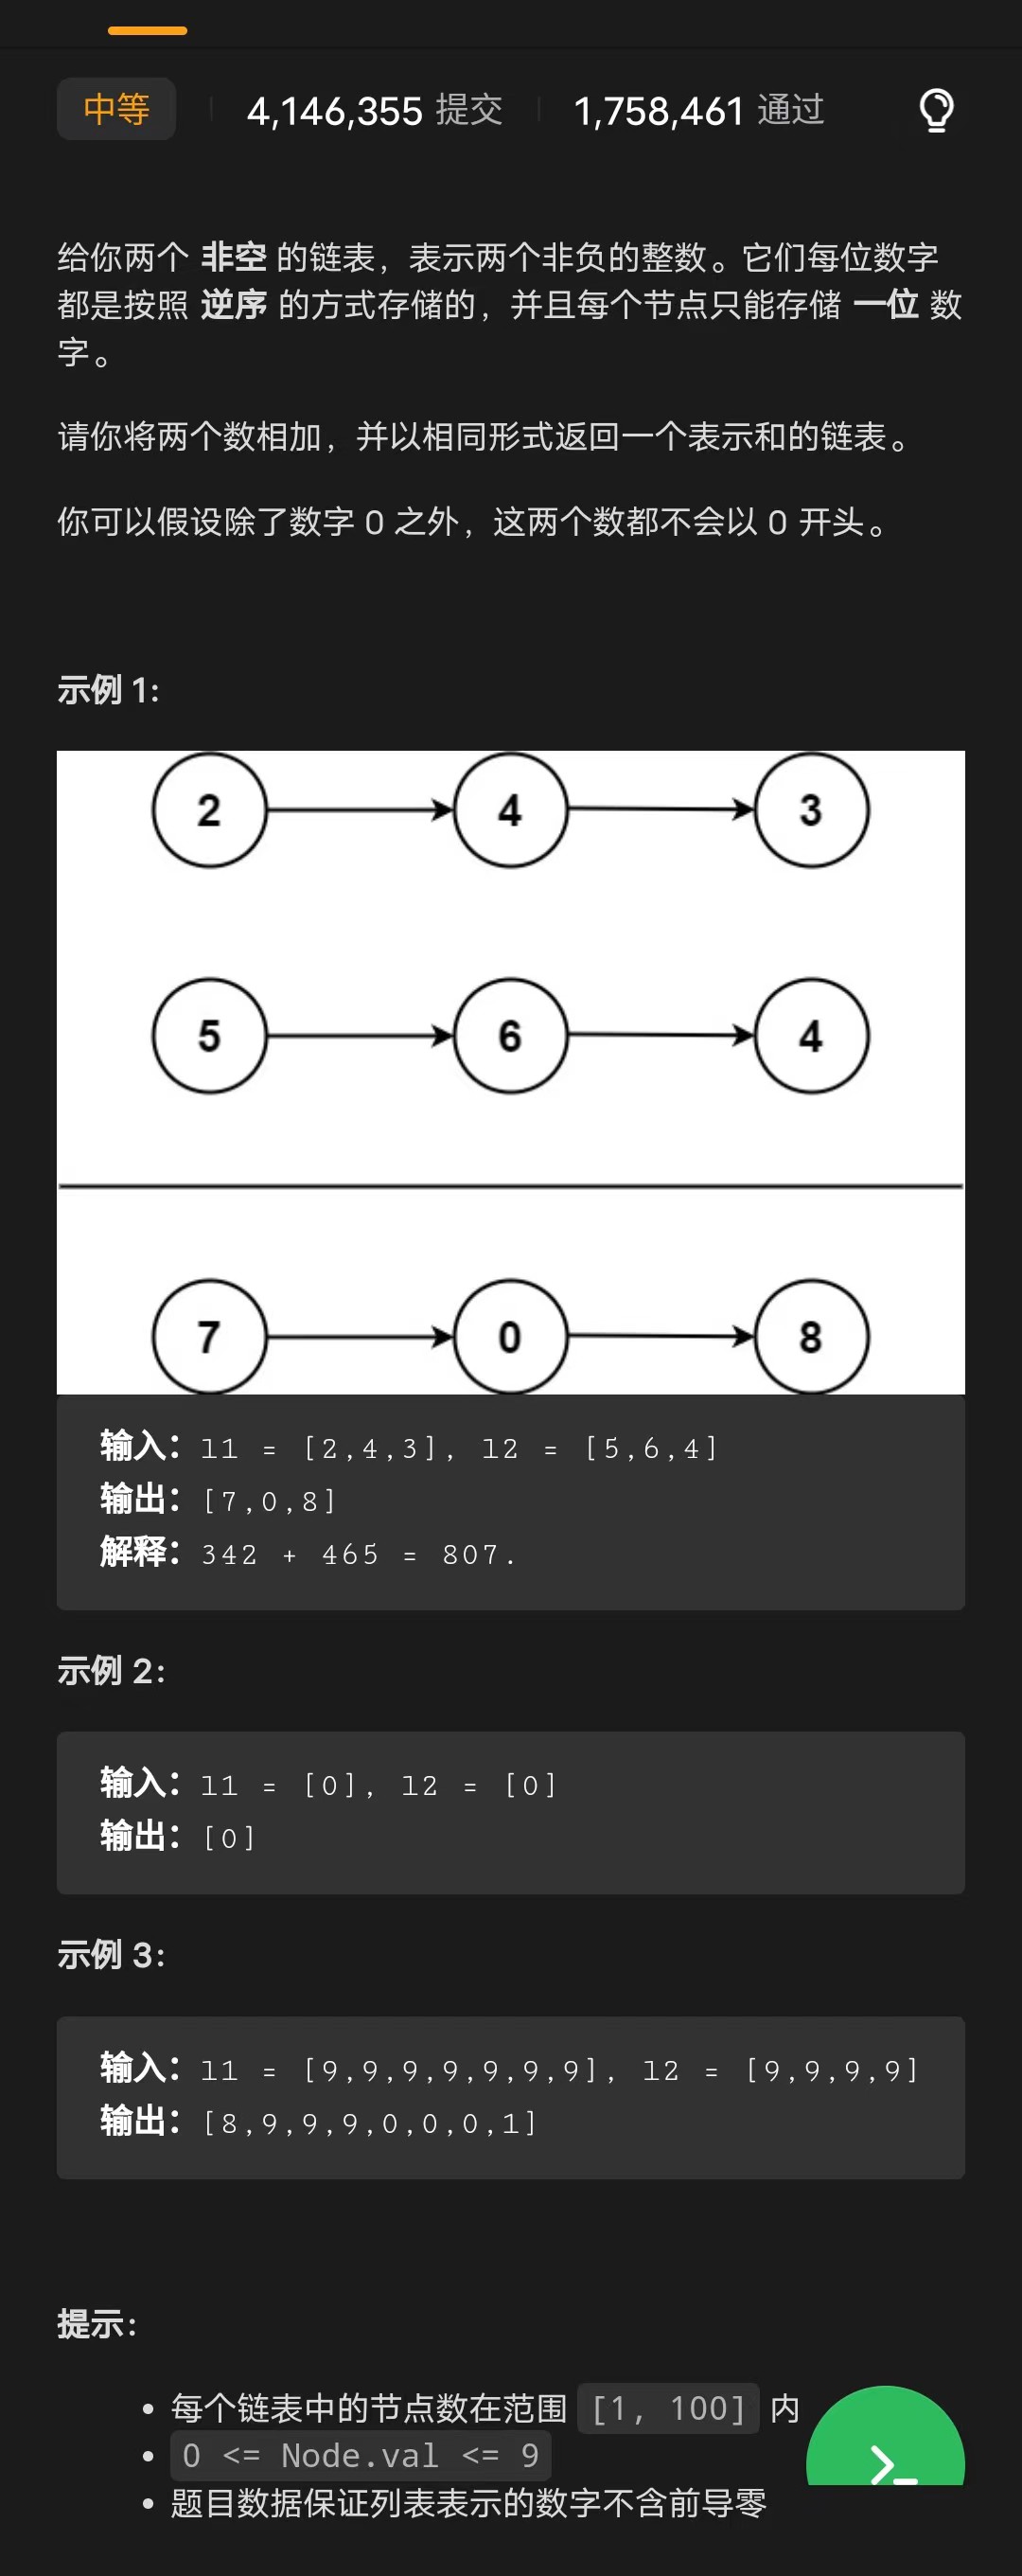 中等 4,146,355 提交 1,758,461 通过
给你两个 非空 的链表，表示两个非负的整数。它们每位数字
都是按照 逆序 的方式存储的，并且每个节点只能存储 一位 数
字。
请你将两个数相加，并以相同形式返回一个表示和的链表。
你可以假设除了数字 0 之外，这两个数都不会以 0 开头。
示例 1:
2 4 3
5 6 4
7 0 8
输入：l1 = [2,4,3], l2 = [5,6,4]
输出：[7,0,8]
解释：342 + 465 = 807.
示例 2:
输入：l1 = [0], l2 = [0]
输出：[0]
示例 3:
输入：l1 = [9,9,9,9,9,9,9], l2 = [9,9,9,9]
输出：[8,9,9,9,0,0,0,1]
提示:
• 每个链表中的节点数在范围 [1, 100] 内
• 0 <= Node.val <= 9
• 题目数据保证列表表示的数字不含前导零